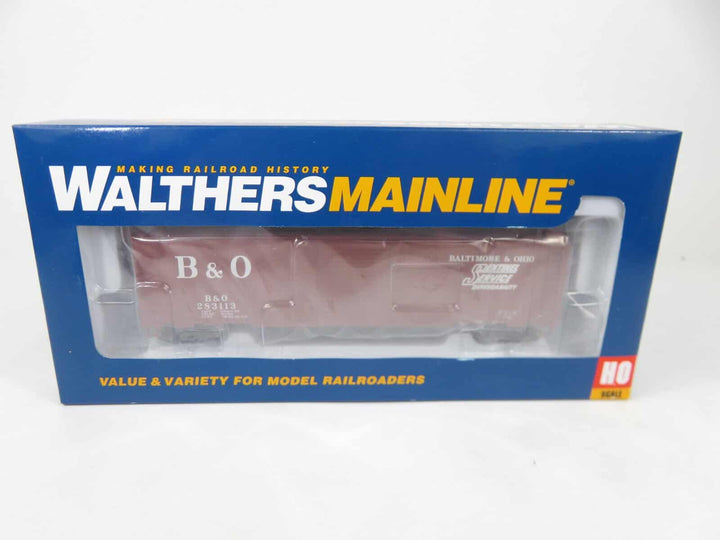 MAKING RAILROAD HISTORY
WALTHERSMAINLINE®
B & O
BALTIMORE & OHIO
SERVICE
B&O
283113
VALUE & VARIETY FOR MODEL RAILROADERS
HO
SCALE